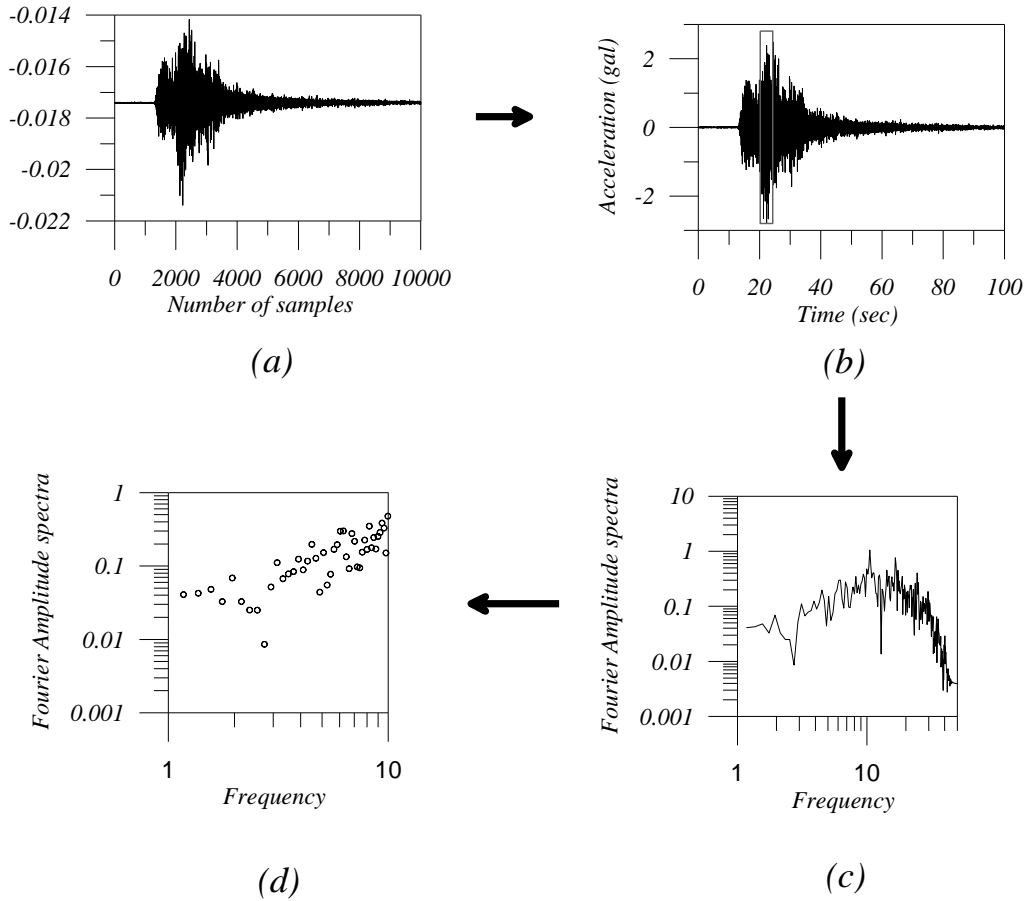 -0.014
-0.016
-0.018
-0.02
-0.022
0 2000 4000 6000 8000 10000
Number of samples
(a)
Acceleration (gal)
2
0
-2
0 20 40 60 80 100
Time (sec)
(b)
Fourier Amplitude spectra
1
0.1
0.01
0.001
1 10
Frequency
(d)
Fourier Amplitude spectra
10
1
0.1
0.01
0.001
1 10
Frequency
(c)